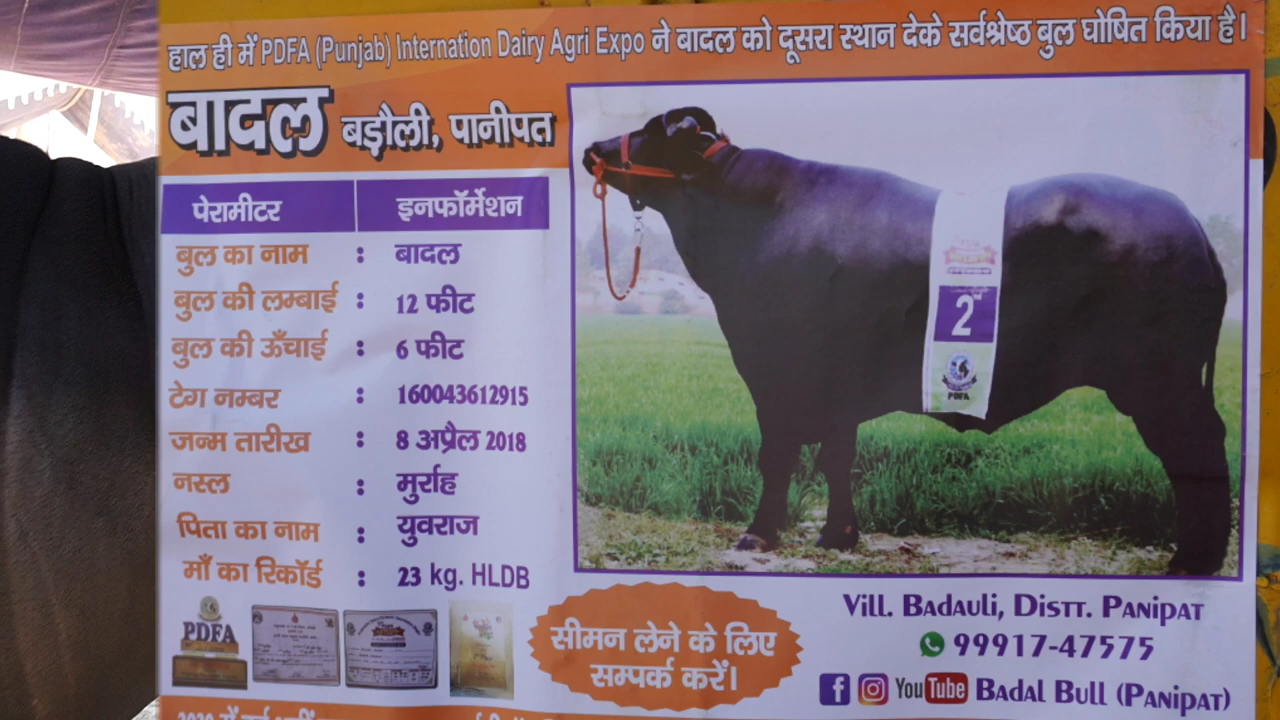 हाल ही में PDFA (Punjab) Internation Dairy Agri Expo ने बादल को दूसरा स्थान देके सर्वश्रेष्ठ बुल घोषित किया है।
बादल बड़ौली, पानीपत
पेरामीटर इनफॉर्मेशन
बुल का नाम : बादल
बुल की लम्बाई : 12 फीट
बुल की ऊँचाई : 6 फीट
टेग नम्बर : 160043612915
जन्म तारीख : 8 अप्रैल 2018
नस्ल : मुर्राह
पिता का नाम : युवराज
माँ का रिकॉर्ड : 23 kg. HLDB
2nd
PDFA
PDFA
सीमन लेने के लिए
सम्पर्क करें।
Vill. Badauli, Distt. Panipat
99917-47575
YouTube Badal Bull (Panipat)